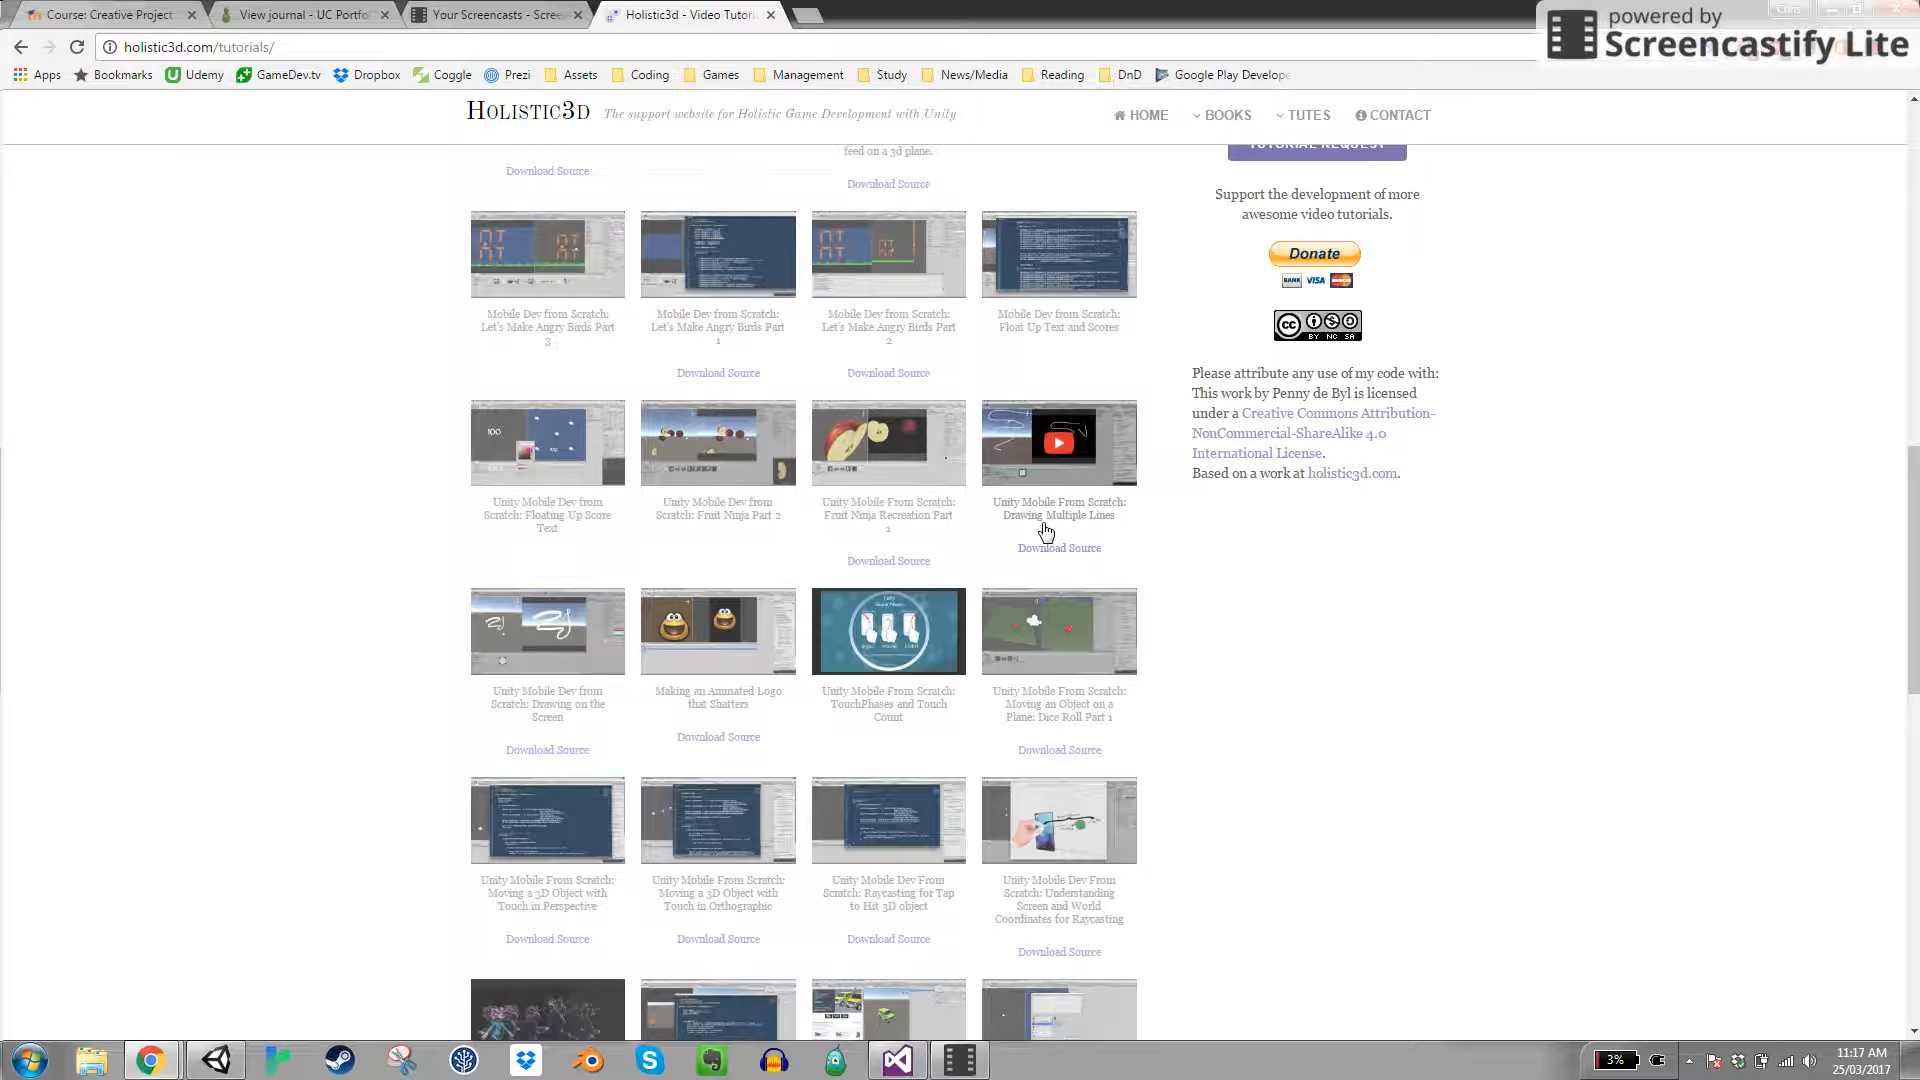 Course: Creative Project
View journal - UC Portfo
Your Screencasts - Scree
Holistic3d - Video Tutori
powered by
Screencastify Lite
holistic3d.com/tutorials/
Apps
Bookmarks
Udemy
GameDev.tv
Dropbox
Coggle
Prezi
Assets
Coding
Games
Management
Study
News/Media
Reading
DnD
Google Play Develope
Holistic3d
The support website for Holistic Game Development with Unity
HOME
BOOKS
TUTES
CONTACT
feed on a 3d plane.
Download Source
Download Source
TUTORIAL REQUEST
Support the development of more
awesome video tutorials.
Donate
BANK VISA
CC BY NC SA
Please attribute any use of my code with:
This work by Penny de Byl is licensed
under a Creative Commons Attribution-
NonCommercial-ShareAlike 4.0
International License.
Based on a work at holistic3d.com.
Mobile Dev from Scratch:
Let's Make Angry Birds Part
3
Mobile Dev from Scratch:
Let's Make Angry Birds Part
1
Download Source
Mobile Dev from Scratch:
Let's Make Angry Birds Part
2
Download Source
Mobile Dev from Scratch:
Float Up Text and Scores
100
Unity Mobile Dev from
Scratch: Floating Up Score
Text
Unity Mobile Dev from
Scratch: Fruit Ninja Part 2
Unity Mobile From Scratch:
Fruit Ninja Recreation Part
1
Download Source
Unity Mobile From Scratch:
Drawing Multiple Lines
Download Source
Unity Mobile Dev from
Scratch: Drawing on the
Screen
Download Source
Making an Animated Logo
that Shatters
Download Source
Unity Mobile From Scratch:
TouchPhases and Touch
Count
Unity Mobile From Scratch:
Moving an Object on a
Plane: Dice Roll Part 1
Download Source
Unity Mobile From Scratch:
Moving a 3D Object with
Touch in Perspective
Download Source
Unity Mobile From Scratch:
Moving a 3D Object with
Touch in Orthographic
Download Source
Unity Mobile Dev From
Scratch: Raycasting for Tap
to Hit 3D object
Download Source
Unity Mobile Dev From
Scratch: Understanding
Screen and World
Coordinates for Raycasting
Download Source
3%
11:17 AM
25/03/2017